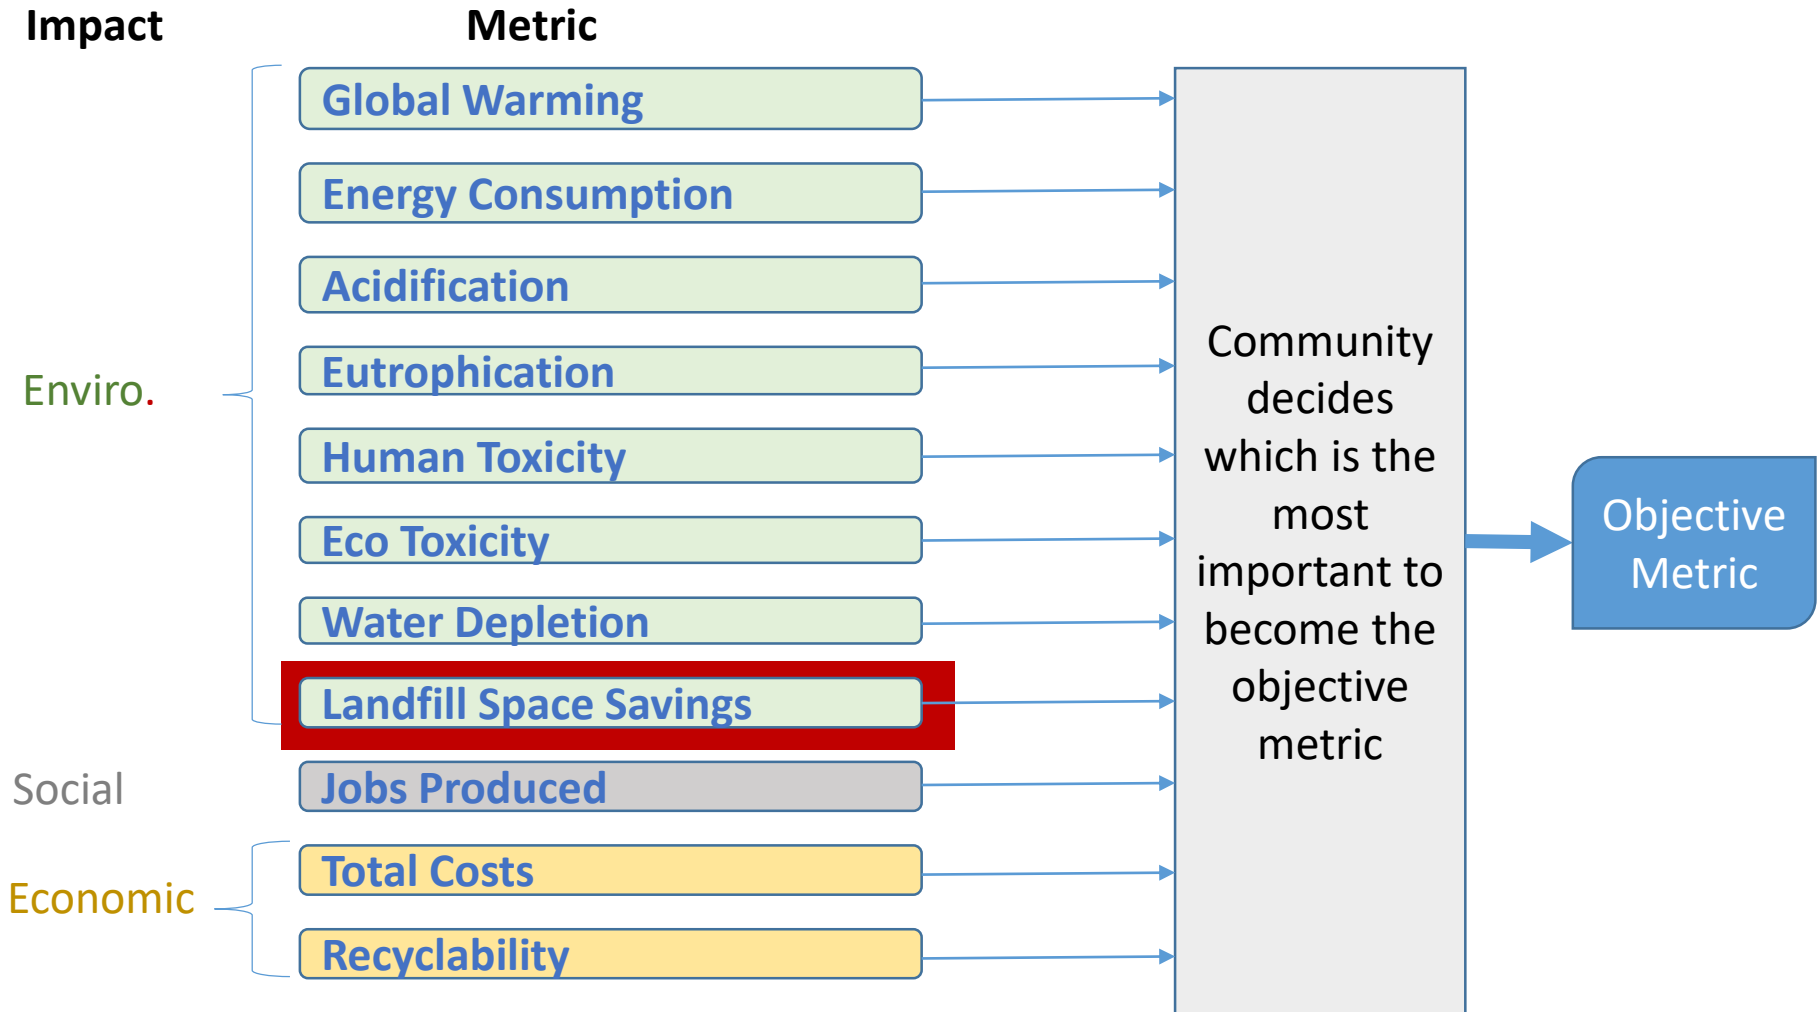 Impact
Metric
Global Warming
Energy Consumption
Acidification
Eutrophication
Enviro.
Human Toxicity
Eco Toxicity
Water Depletion
Landfill Space Savings
Social
Jobs Produced
Economic
Total Costs
Recyclability
Community
decides
which is the
most
important to
become the
objective
metric
Objective
Metric